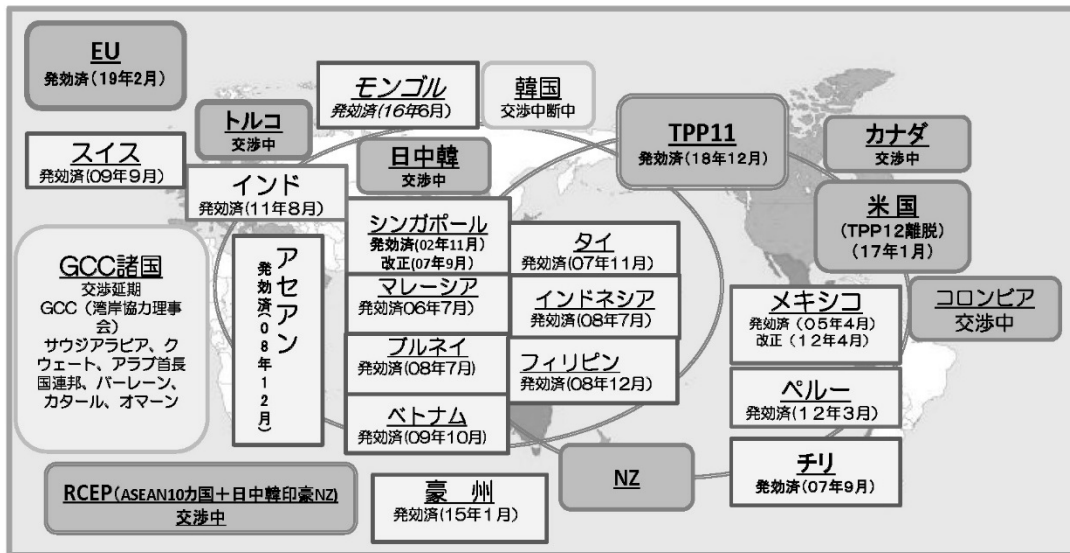 EU
発効済(19年2月)
モンゴル
発効済(16年6月)
韓国
交渉中断中
トルコ
交渉中
TPP11
発効済(18年12月)
カナダ
交渉中
スイス
発効済(09年9月)
日中韓
交渉中
インド
発効済(11年8月)
米国
(TPP12離脱)
(17年1月)
シンガポール
発効済(02年11月)
改正(07年9月)
タイ
発効済(07年11月)
GCC諸国
交渉延期
GCC(湾岸協力理事
会)
サウジアラビア、ク
ウェート、アラブ首長
国連邦、バーレーン、
カタール、オマーン
アセアン
発効済(08年12月)
マレーシア
発効済06年7月)
インドネシア
発効済(08年7月)
メキシコ
発効済(05年4月)
改正(12年4月)
コロンビア
交渉中
ブルネイ
発効済(08年7月)
フィリピン
発効済(08年12月)
ペルー
発効済(12年3月)
ベトナム
発効済(09年10月)
チリ
発効済(07年9月)
RCEP(ASEAN10カ国+日中韓印豪NZ)
交渉中
豪 州
発効済(15年1月)
NZ